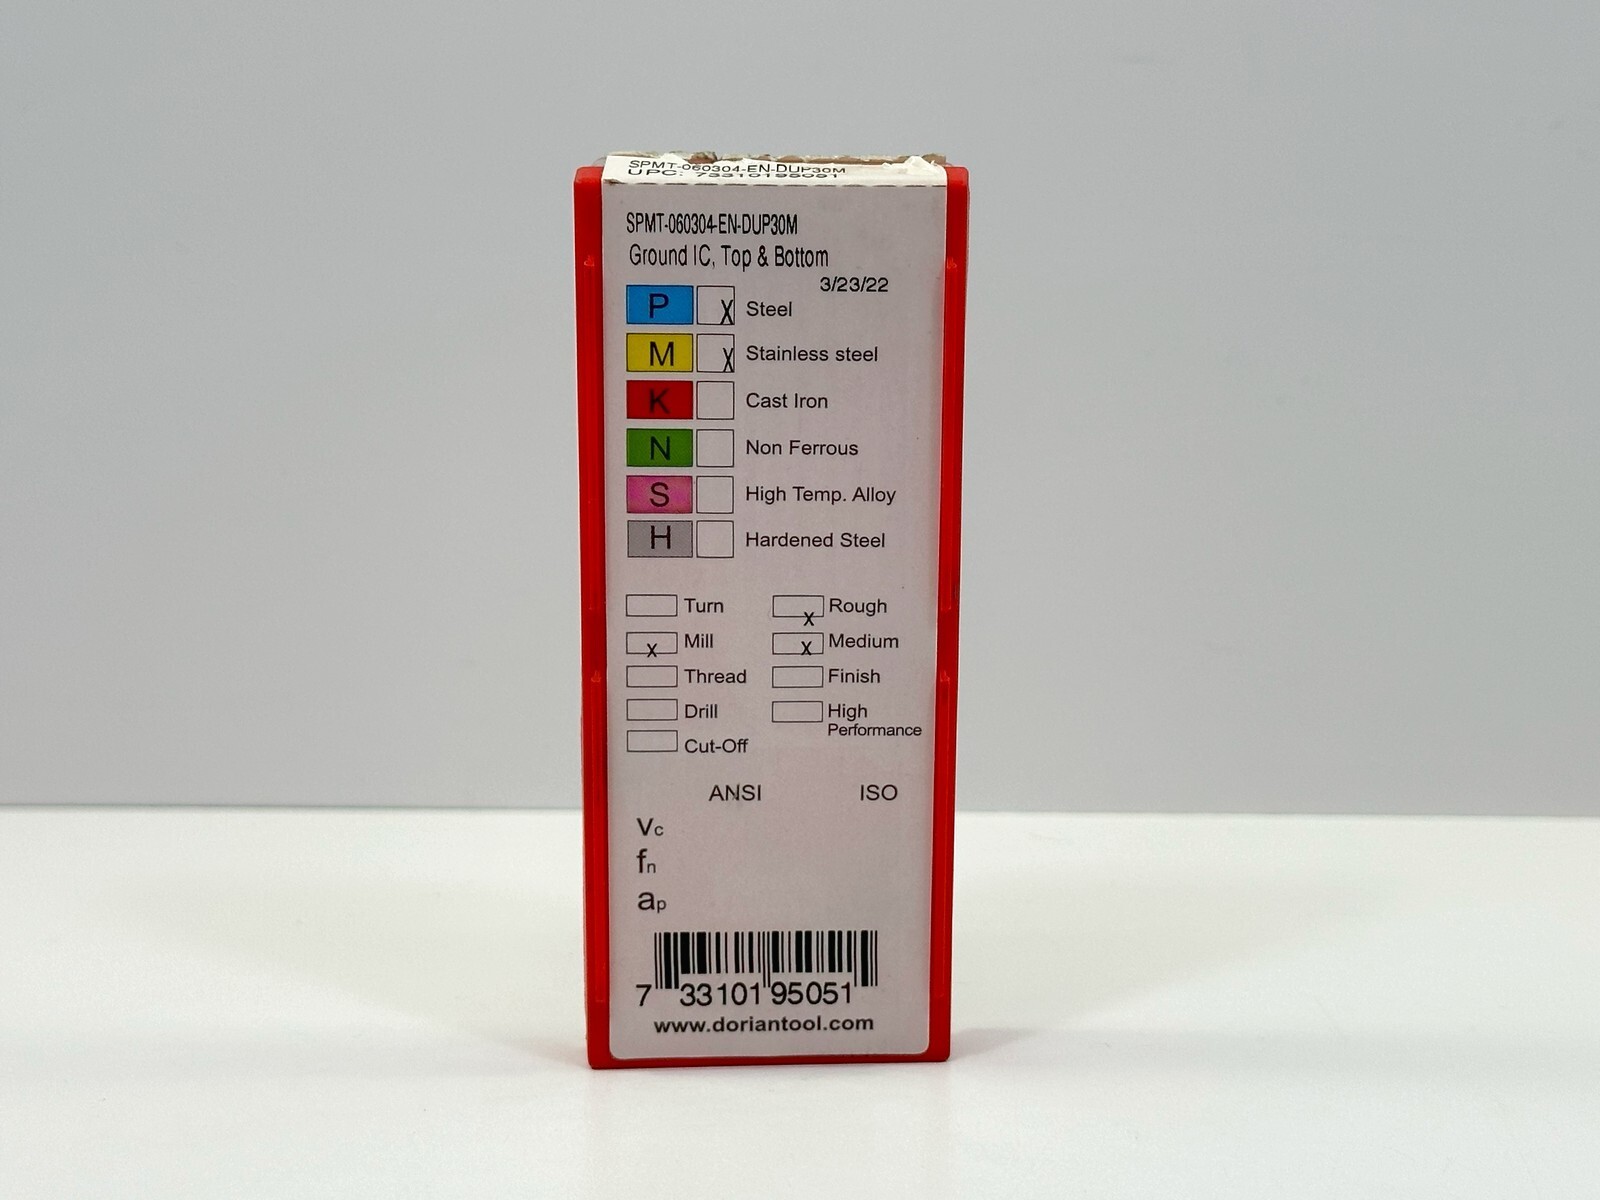 SPMT-060304-EN-DUP30M
UPC: 73310195051
SPMT-060304-EN-DUP30M
Ground IC, Top & Bottom
3/23/22
P X Steel
M X Stainless steel
K Cast Iron
N Non Ferrous
S High Temp. Alloy
H Hardened Steel
Turn x Rough
x Mill x Medium
Thread Finish
Drill High
Performance
Cut-Off
ANSI ISO
Vc
fn
ap
7 33101 95051
www.doriantool.com